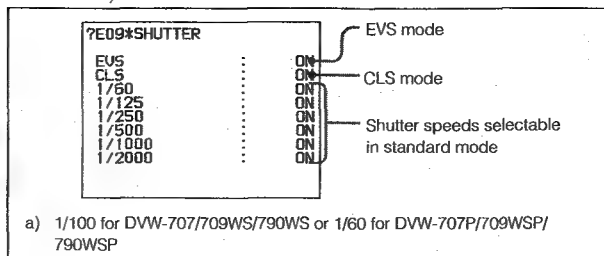 ?E09*SHUTTER
EVS : ON
CLS : ON
1/60 : ON
1/125 : ON
1/250 : ON
1/500 : ON
1/1000 : ON
1/2000 : ON
EVS mode
CLS mode
Shutter speeds selectable
in standard mode
a) 1/100 for DVW-707/709WS/790WS or 1/60 for DVW-707P/709WSP/
790WSP